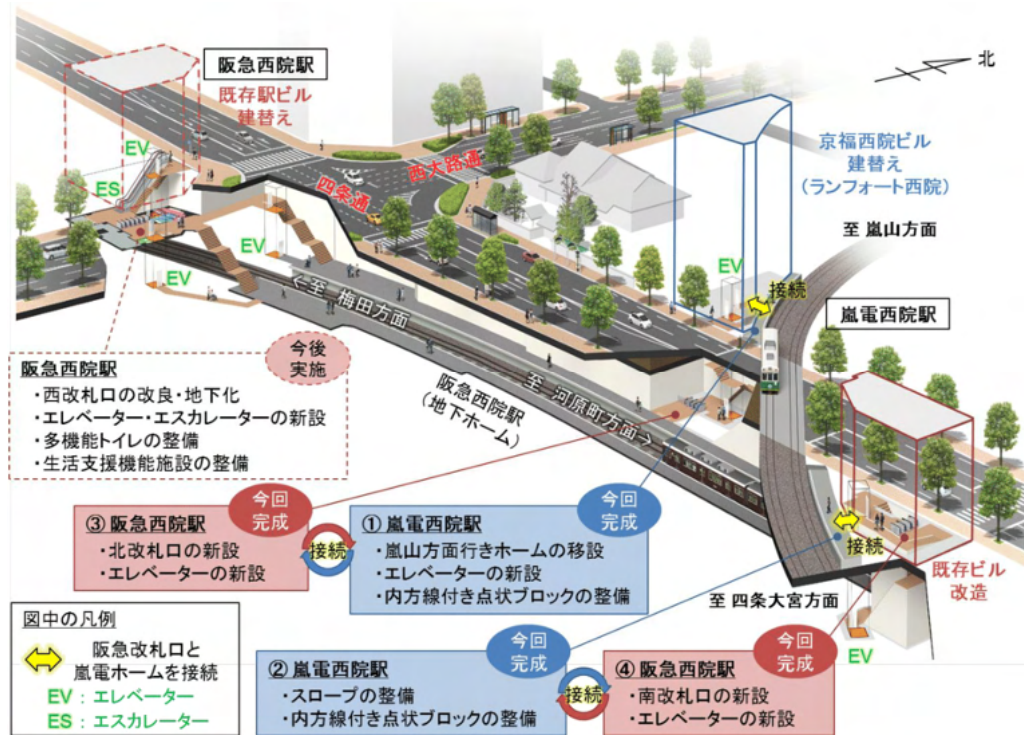 阪急西院駅
既存駅ビル
建替え
北
EV
ES
西大路通
四条通
京福西院ビル
建替え
(ランフォート西院)
至 嵐山方面
EV
EV
EV
接続
嵐電西院駅
←至 梅田方面
阪急西院駅
(地下ホーム)
至 河原町方面→
今後
実施
阪急西院駅
・西改札口の改良・地下化
・エレベーター・エスカレーターの新設
・多機能トイレの整備
・生活支援機能施設の整備
今回
完成
③ 阪急西院駅
・北改札口の新設
・エレベーターの新設
接続
今回
完成
① 嵐電西院駅
・嵐山方面行きホームの移設
・エレベーターの新設
・内方線付き点状ブロックの整備
接続
既存ビル
改造
至 四条大宮方面
EV
図中の凡例
阪急改札口と
嵐電ホームを接続
EV : エレベーター
ES : エスカレーター
今回
完成
② 嵐電西院駅
・スロープの整備
・内方線付き点状ブロックの整備
接続
今回
完成
④ 阪急西院駅
・南改札口の新設
・エレベーターの新設